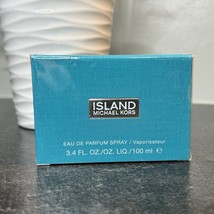 ISLAND
MICHAEL KORS
EAU DE PARFUM SPRAY / Vaporisateur
3.4 FL. OZ./OZ. LIQ./100 ml ℮